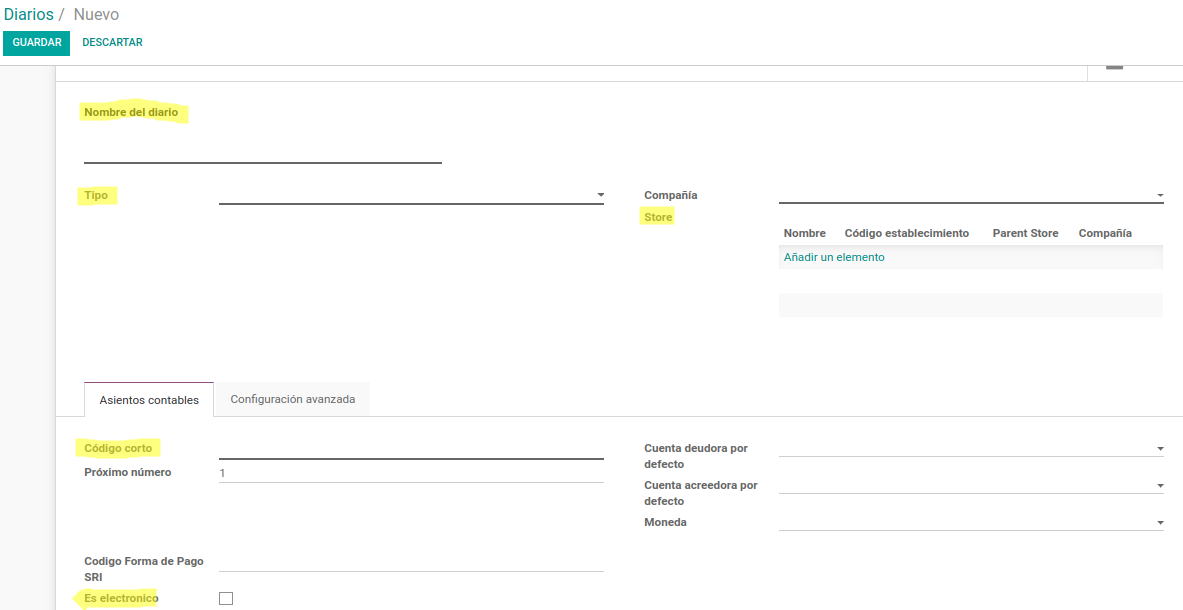 Diarios / Nuevo
GUARDAR DESCARTAR
Nombre del diario
Tipo
Compañía
Store
Nombre Código establecimiento Parent Store Compañía
Añadir un elemento
Asientos contables Configuración avanzada
Código corto
Próximo número 1
Cuenta deudora por
defecto
Cuenta acreedora por
defecto
Moneda
Codigo Forma de Pago
SRI
Es electronico